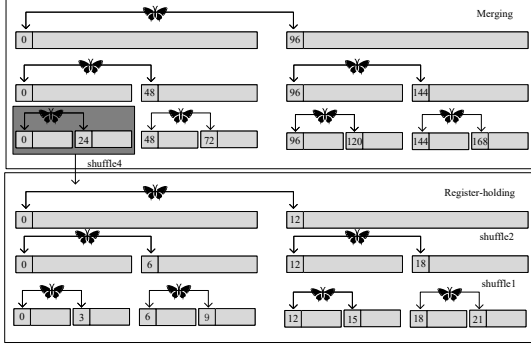 Merging
0 96
0 48 96 144
0 24 48 72 96 120 144 168
shuffle4
Register-holding
0 12
shuffle2
0 6 12 18
shuffle1
0 3 6 9 12 15 18 21